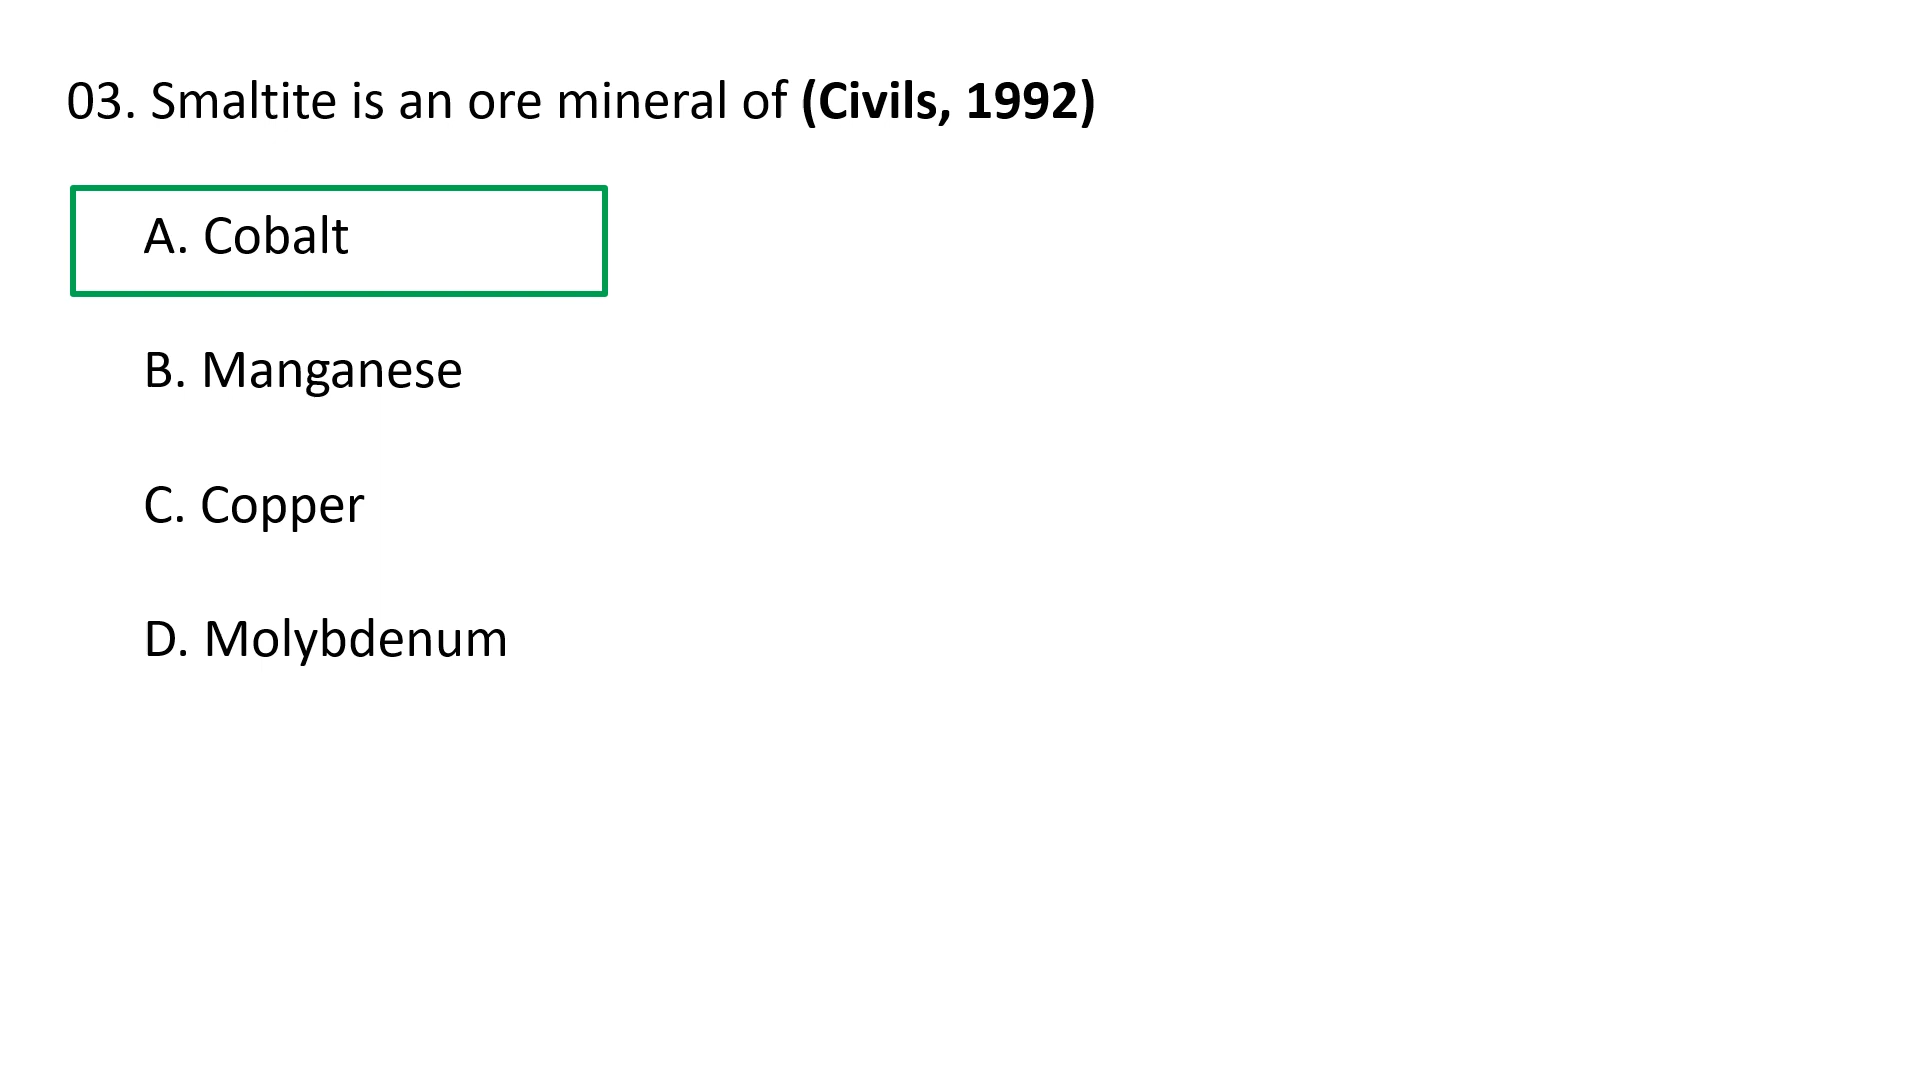 03. Smaltite is an ore mineral of (Civils, 1992)
A. Cobalt
B. Manganese
C. Copper
D. Molybdenum